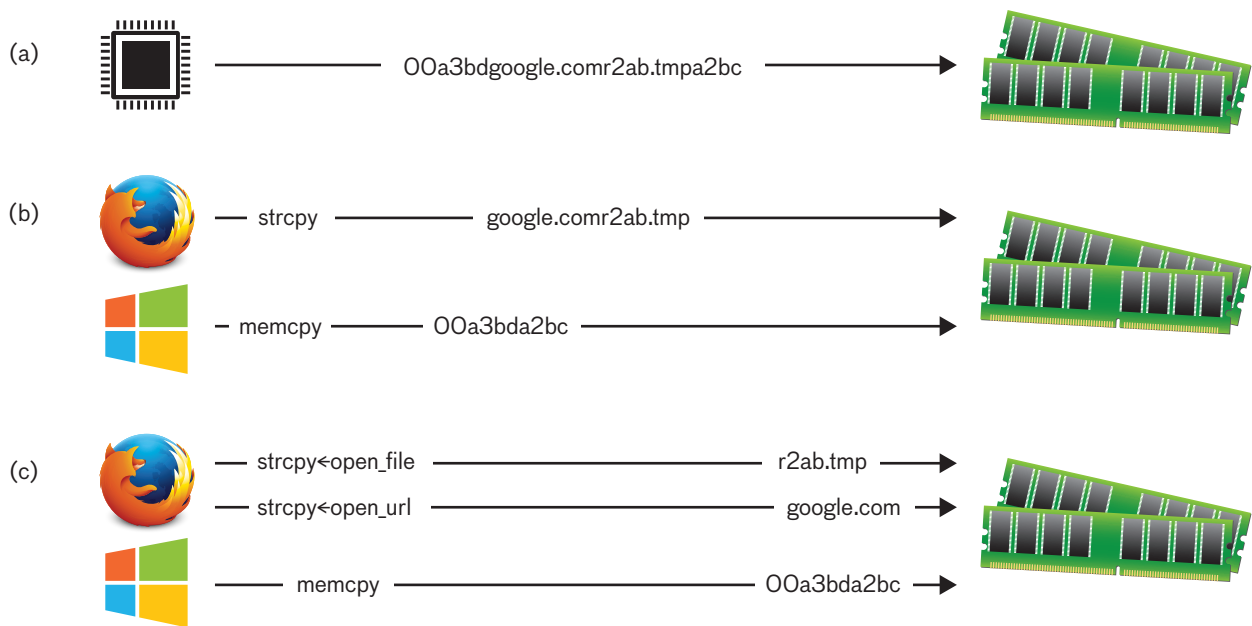 (a) OOa3bdgoogle.comr2ab.tmpa2bc
(b) strcpy google.comr2ab.tmp
memcpy OOa3bda2bc
(c) strcpy←open_file r2ab.tmp
strcpy←open_url google.com
memcpy OOa3bda2bc